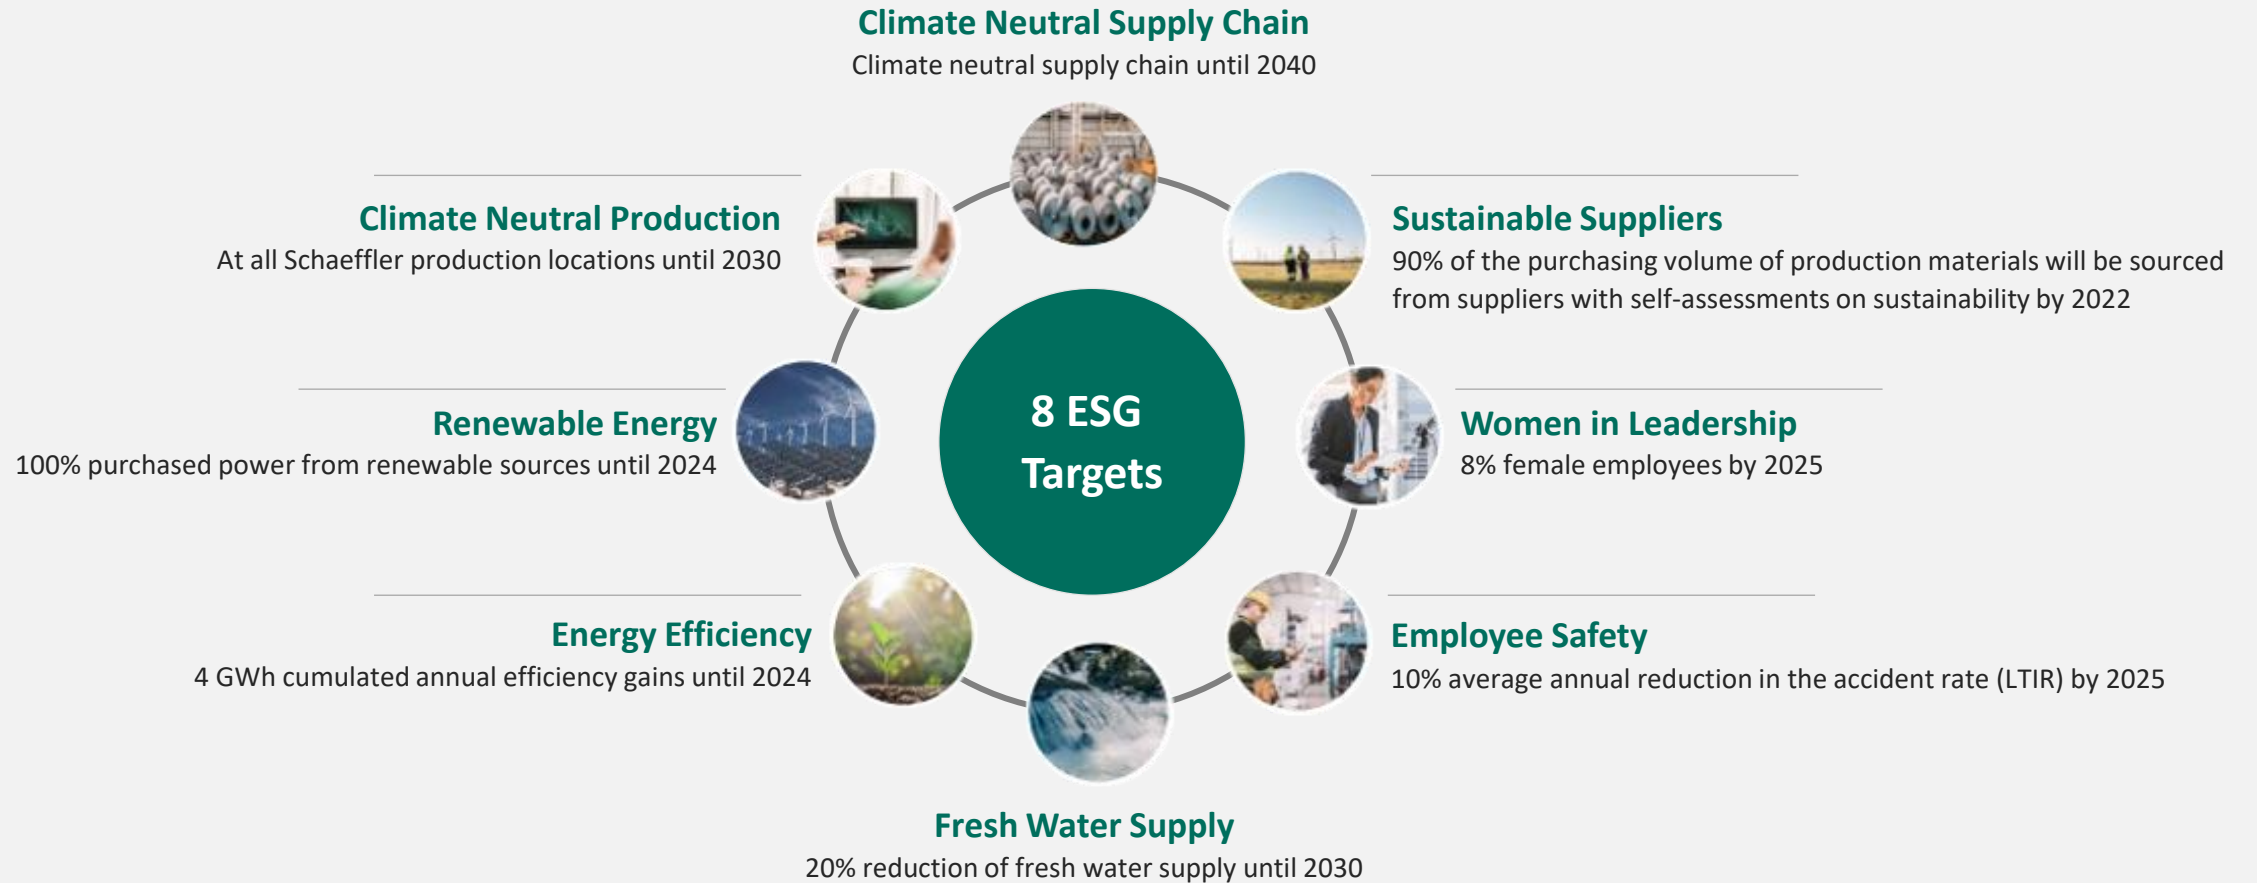 Climate Neutral Supply Chain
Climate neutral supply chain until 2040
Climate Neutral Production
At all Schaeffler production locations until 2030
Sustainable Suppliers
90% of the purchasing volume of production materials will be sourced
from suppliers with self-assessments on sustainability by 2022
Renewable Energy
100% purchased power from renewable sources until 2024
8 ESG
Targets
Women in Leadership
8% female employees by 2025
Energy Efficiency
4 GWh cumulated annual efficiency gains until 2024
Employee Safety
10% average annual reduction in the accident rate (LTIR) by 2025
Fresh Water Supply
20% reduction of fresh water supply until 2030